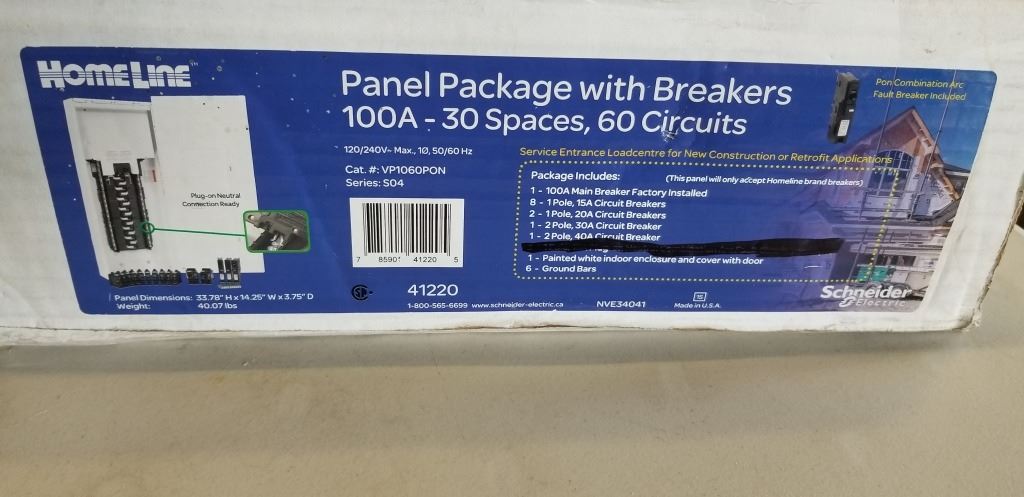 HOMELINE™
Panel Package with Breakers
100A - 30 Spaces, 60 Circuits
120/240V~ Max., 1Ø, 50/60 Hz
Cat. #: VP1060PON
Series: S04
Pon Combination Arc
Fault Breaker Included
Service Entrance Loadcentre for New Construction or Retrofit Applications
Package Includes: (This panel will only accept Homeline brand breakers)
1 - 100A Main Breaker Factory Installed
8 - 1 Pole, 15A Circuit Breakers
2 - 1 Pole, 20A Circuit Breakers
1 - 2 Pole, 30A Circuit Breaker
1 - 2 Pole, 40A Circuit Breaker
1 - Painted white indoor enclosure and cover with door
6 - Ground Bars
Plug-on Neutral
Connection Ready
7 85901 41220 5
Panel Dimensions: 33.78" H x 14.25" W x 3.75" D
Weight: 40.07 lbs
41220
1-800-565-6699 www.schneider-electric.ca
NVE34041
15
Made in U.S.A.
Schneider
Electric